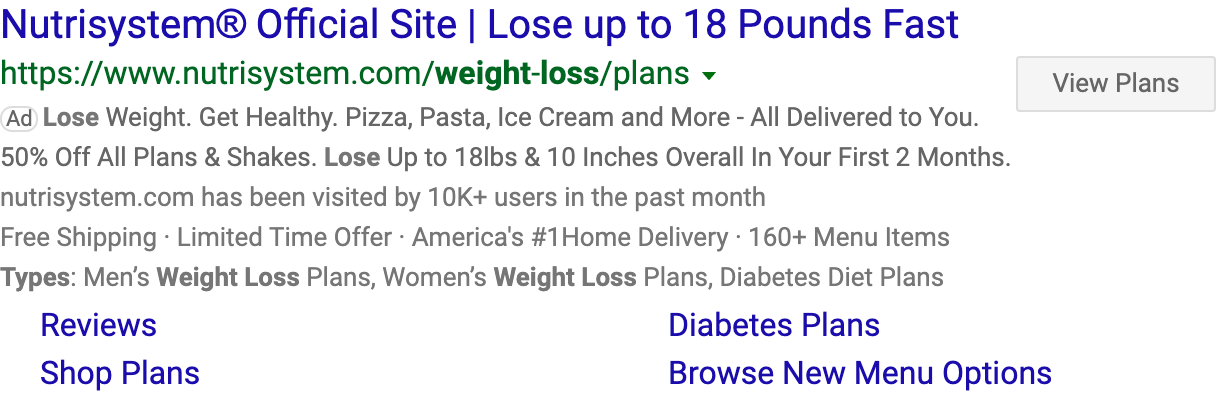 Nutrisystem® Official Site | Lose up to 18 Pounds Fast
https://www.nutrisystem.com/weight-loss/plans
View Plans
Ad Lose Weight. Get Healthy. Pizza, Pasta, Ice Cream and More - All Delivered to You.
50% Off All Plans & Shakes. Lose Up to 18lbs & 10 Inches Overall In Your First 2 Months.
nutrisystem.com has been visited by 10K+ users in the past month
Free Shipping · Limited Time Offer · America's #1Home Delivery · 160+ Menu Items
Types: Men’s Weight Loss Plans, Women’s Weight Loss Plans, Diabetes Diet Plans
Reviews
Diabetes Plans
Shop Plans
Browse New Menu Options